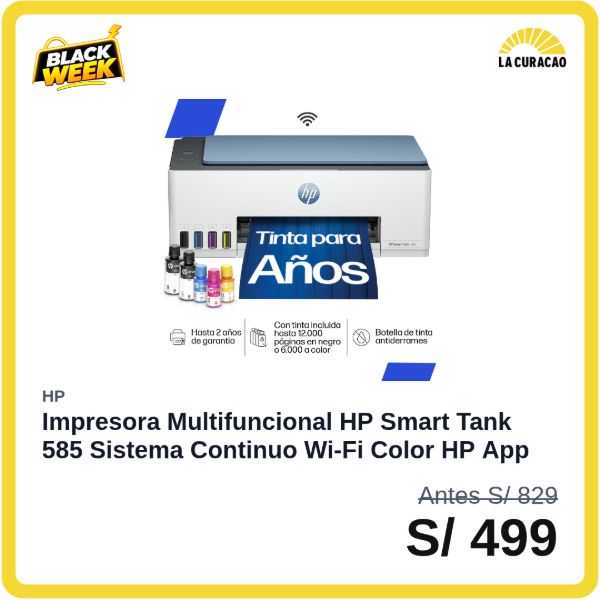 BLACK
WEEK
LA CURACAO
hp
Tinta para
Años
Hasta 2 años
de garantía
Con tinta incluida
hasta 12.000
páginas en negro
o 6.000 a color
Botella de tinta
antiderrames
HP
Impresora Multifuncional HP Smart Tank
585 Sistema Continuo Wi-Fi Color HP App
Antes S/ 829
S/ 499